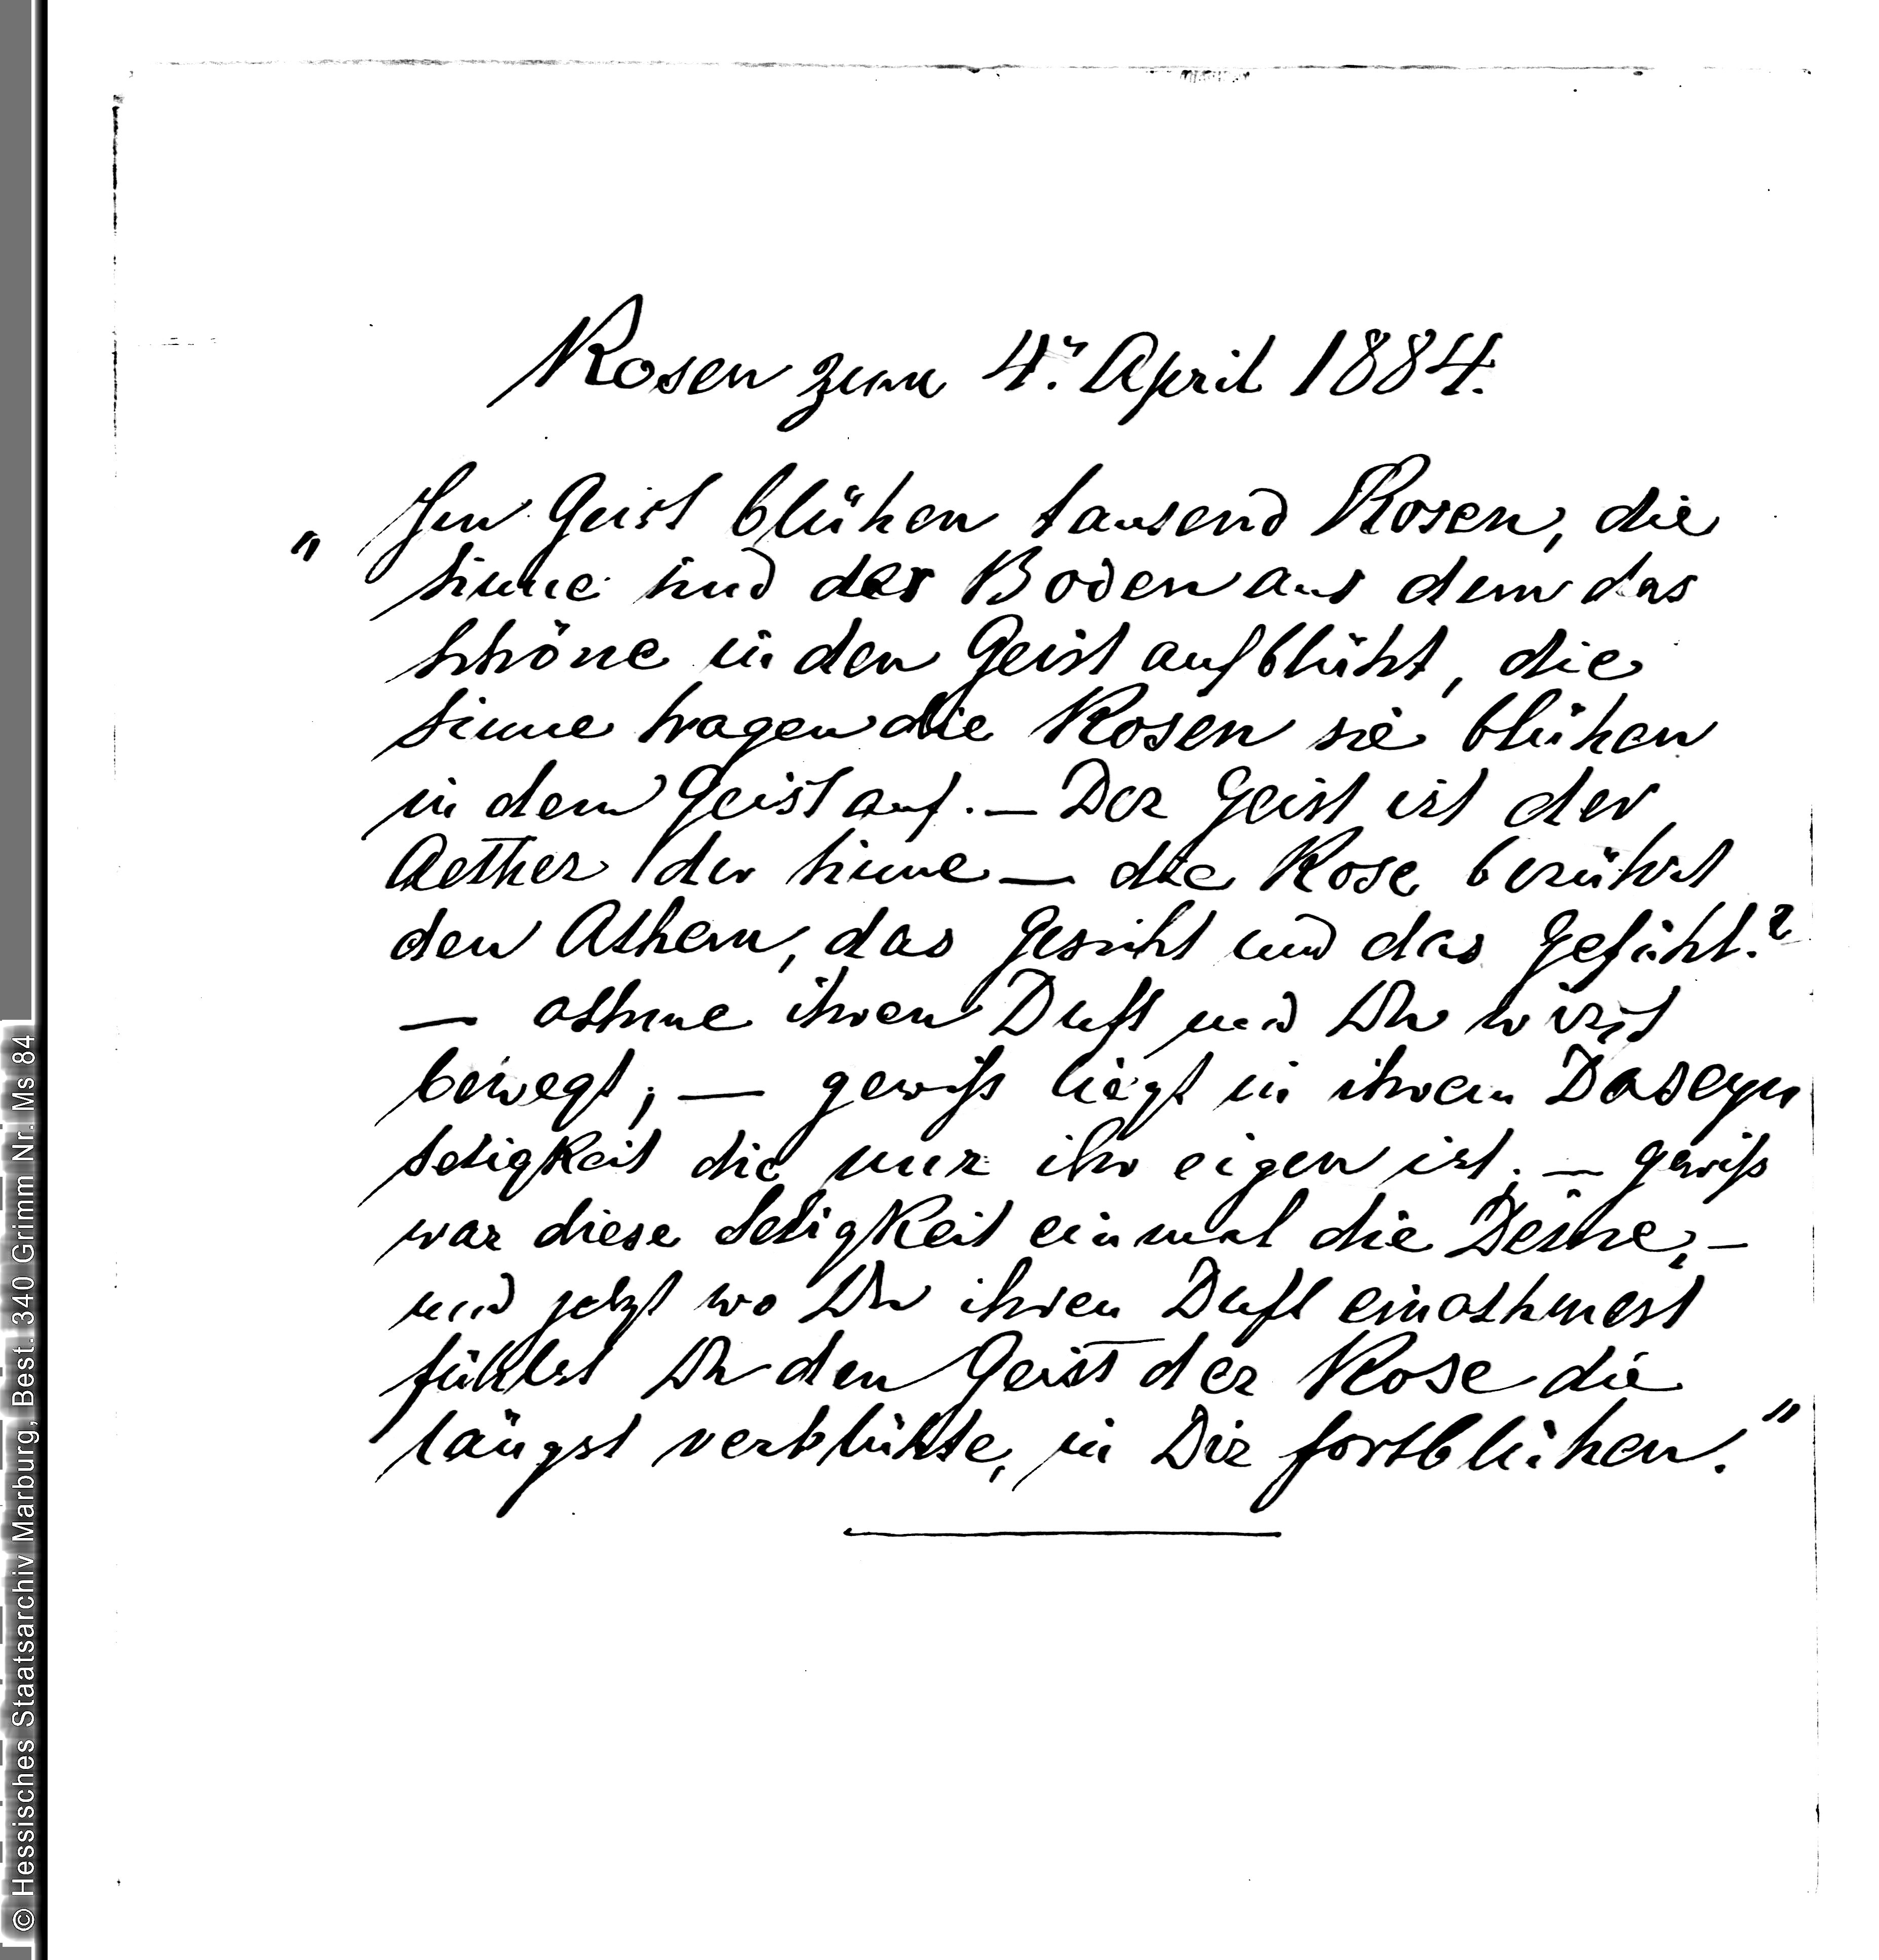 Rosen zum 4. April 1884.
„Im Geist blühen tausend Rosen, die
Sinne sind der Boden aus dem das
Schöne in den Geist aufblüht, die
Sinne tragen die Rosen sie blühen
in dem Geist auf. — Der Geist ist der
Aether der Sinne — die Rose berührt
den Athem, das Gesicht und das Gefühl.?
— athme ihren Duft und Du wirst
bewegt; — gewiß liegt in ihrem Daseyn
Seligkeit die nur ihr eigen ist, — gewiß
war diese Seligkeit einmal die Deine, —
und jetzt wo Du ihren Duft einathmest
fühlest Du den Geist der Rose die
längst verblühte, in Dir fortblühen."
© Hessisches Staatsarchiv Marburg, Best. 340 Grimm Nr. Ms 84